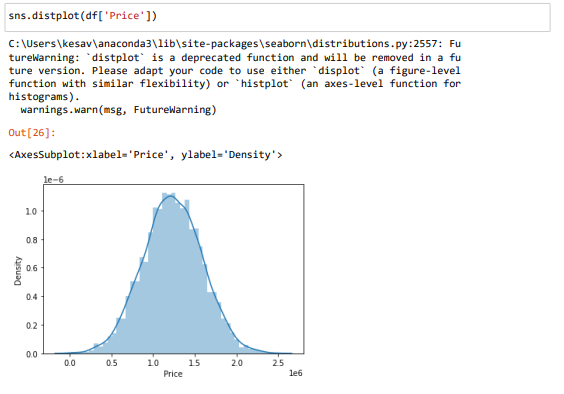 sns.distplot(df['Price'])
C:\Users\kesav\anaconda3\lib\site-packages\seaborn\distributions.py:2557: Fu
tureWarning: `distplot` is a deprecated function and will be removed in a fu
ture version. Please adapt your code to use either `displot` (a figure-level
function with similar flexibility) or `histplot` (an axes-level function for
histograms).
  warnings.warn(msg, FutureWarning)
Out[26]:
<AxesSubplot:xlabel='Price', ylabel='Density'>
1e-6
1.0
0.8
0.6
0.4
0.2
0.0
Density
0.0 0.5 1.0 1.5 2.0 2.5
Price
1e6